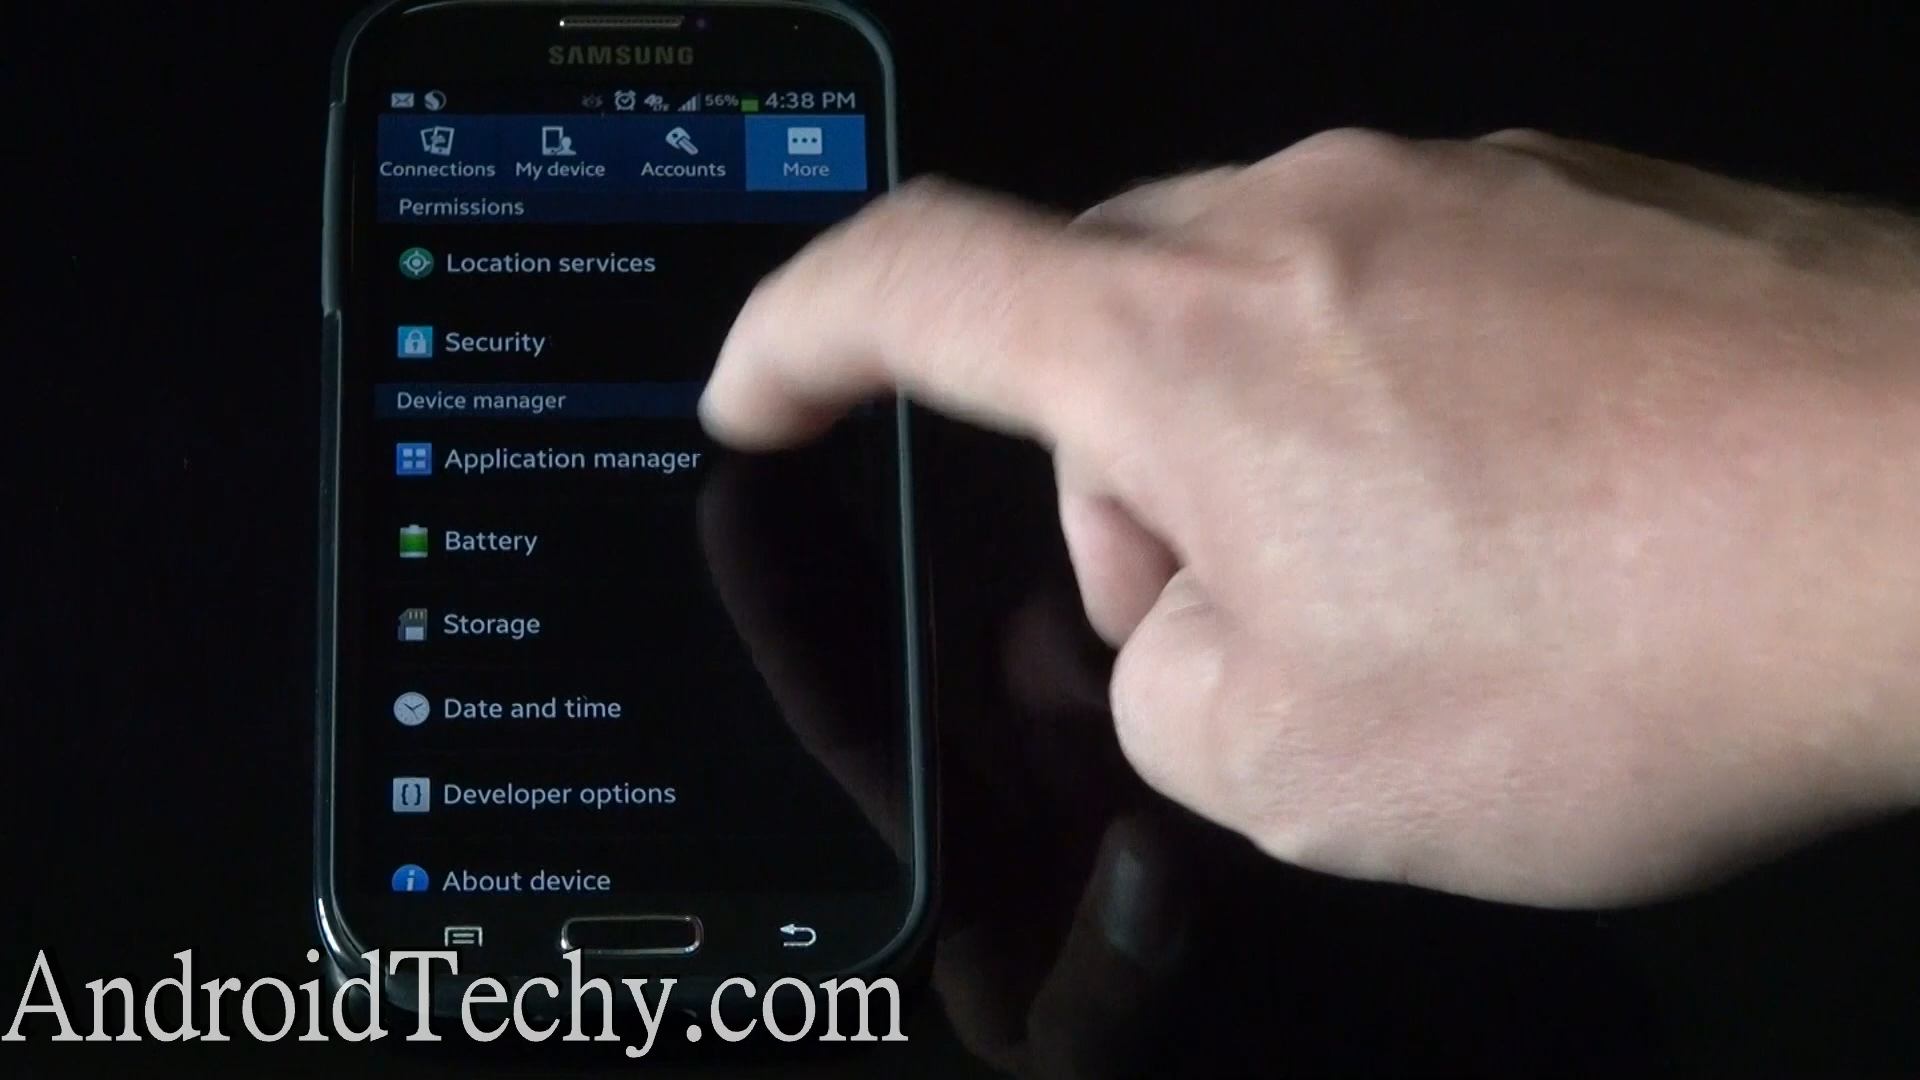 SAMSUNG
56% 4:38 PM
Connections My device Accounts More
Permissions
Location services
Security
Device manager
Application manager
Battery
Storage
Date and time
Developer options
About device
AndroidTechy.com